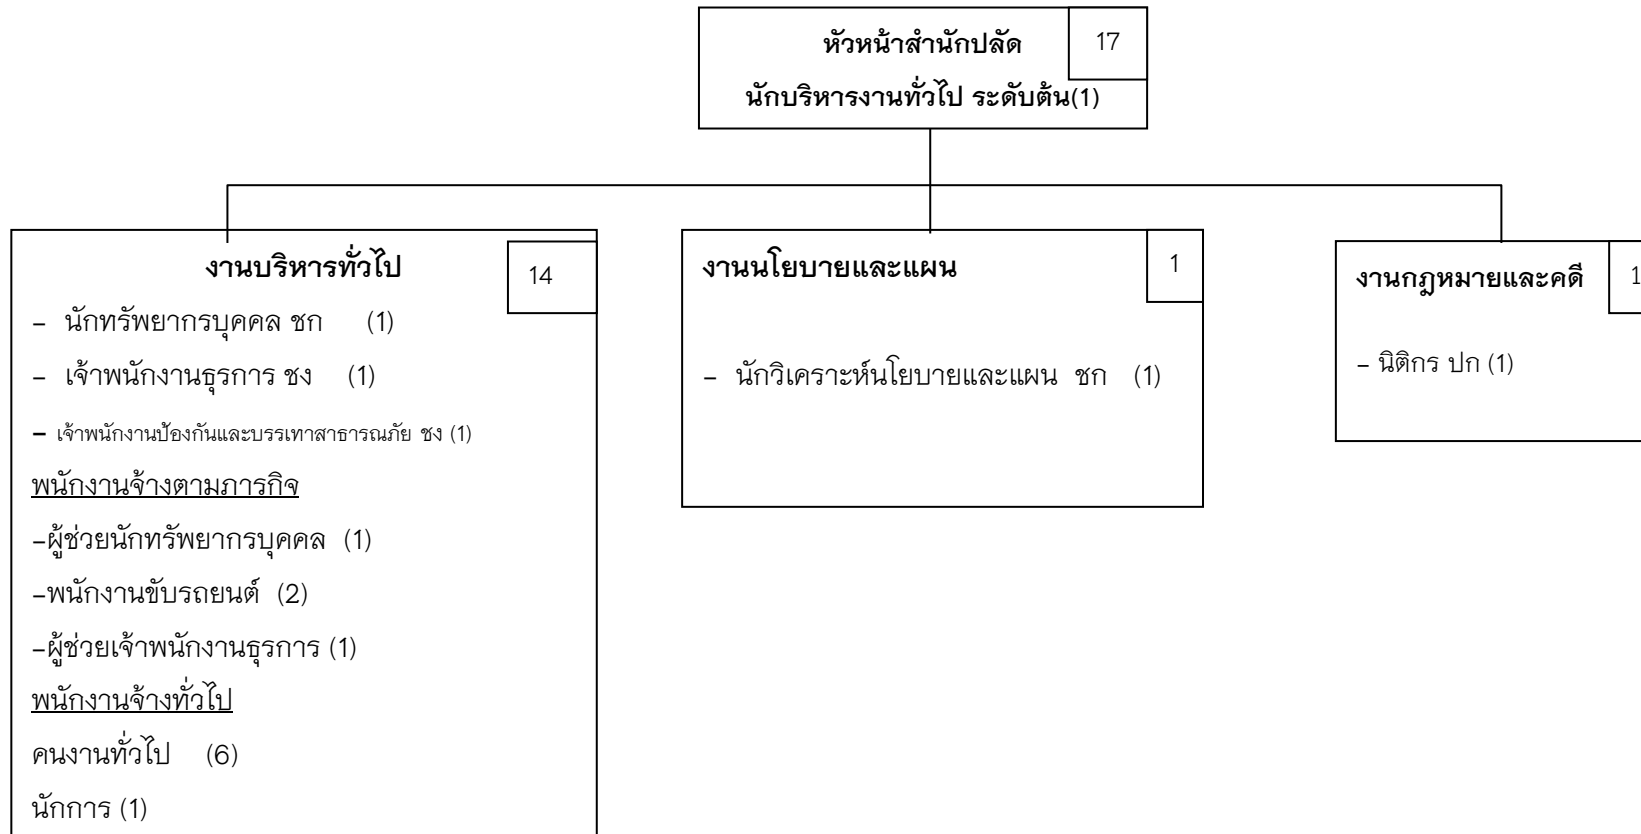 หัวหน้าสำนักปลัด 17
นักบริหารงานทั่วไป ระดับต้น(1)
งานบริหารทั่วไป 14
- นักทรัพยากรบุคคล ชก (1)
- เจ้าพนักงานธุรการ ชง (1)
- เจ้าพนักงานป้องกันและบรรเทาสาธารณภัย ชง (1)
พนักงานจ้างตามภารกิจ
-ผู้ช่วยนักทรัพยากรบุคคล (1)
-พนักงานขับรถยนต์ (2)
-ผู้ช่วยเจ้าพนักงานธุรการ (1)
พนักงานจ้างทั่วไป
คนงานทั่วไป (6)
นักการ (1)
งานนโยบายและแผน 1
- นักวิเคราะห์นโยบายและแผน ชก (1)
งานกฎหมายและคดี 1
- นิติกร ปก (1)